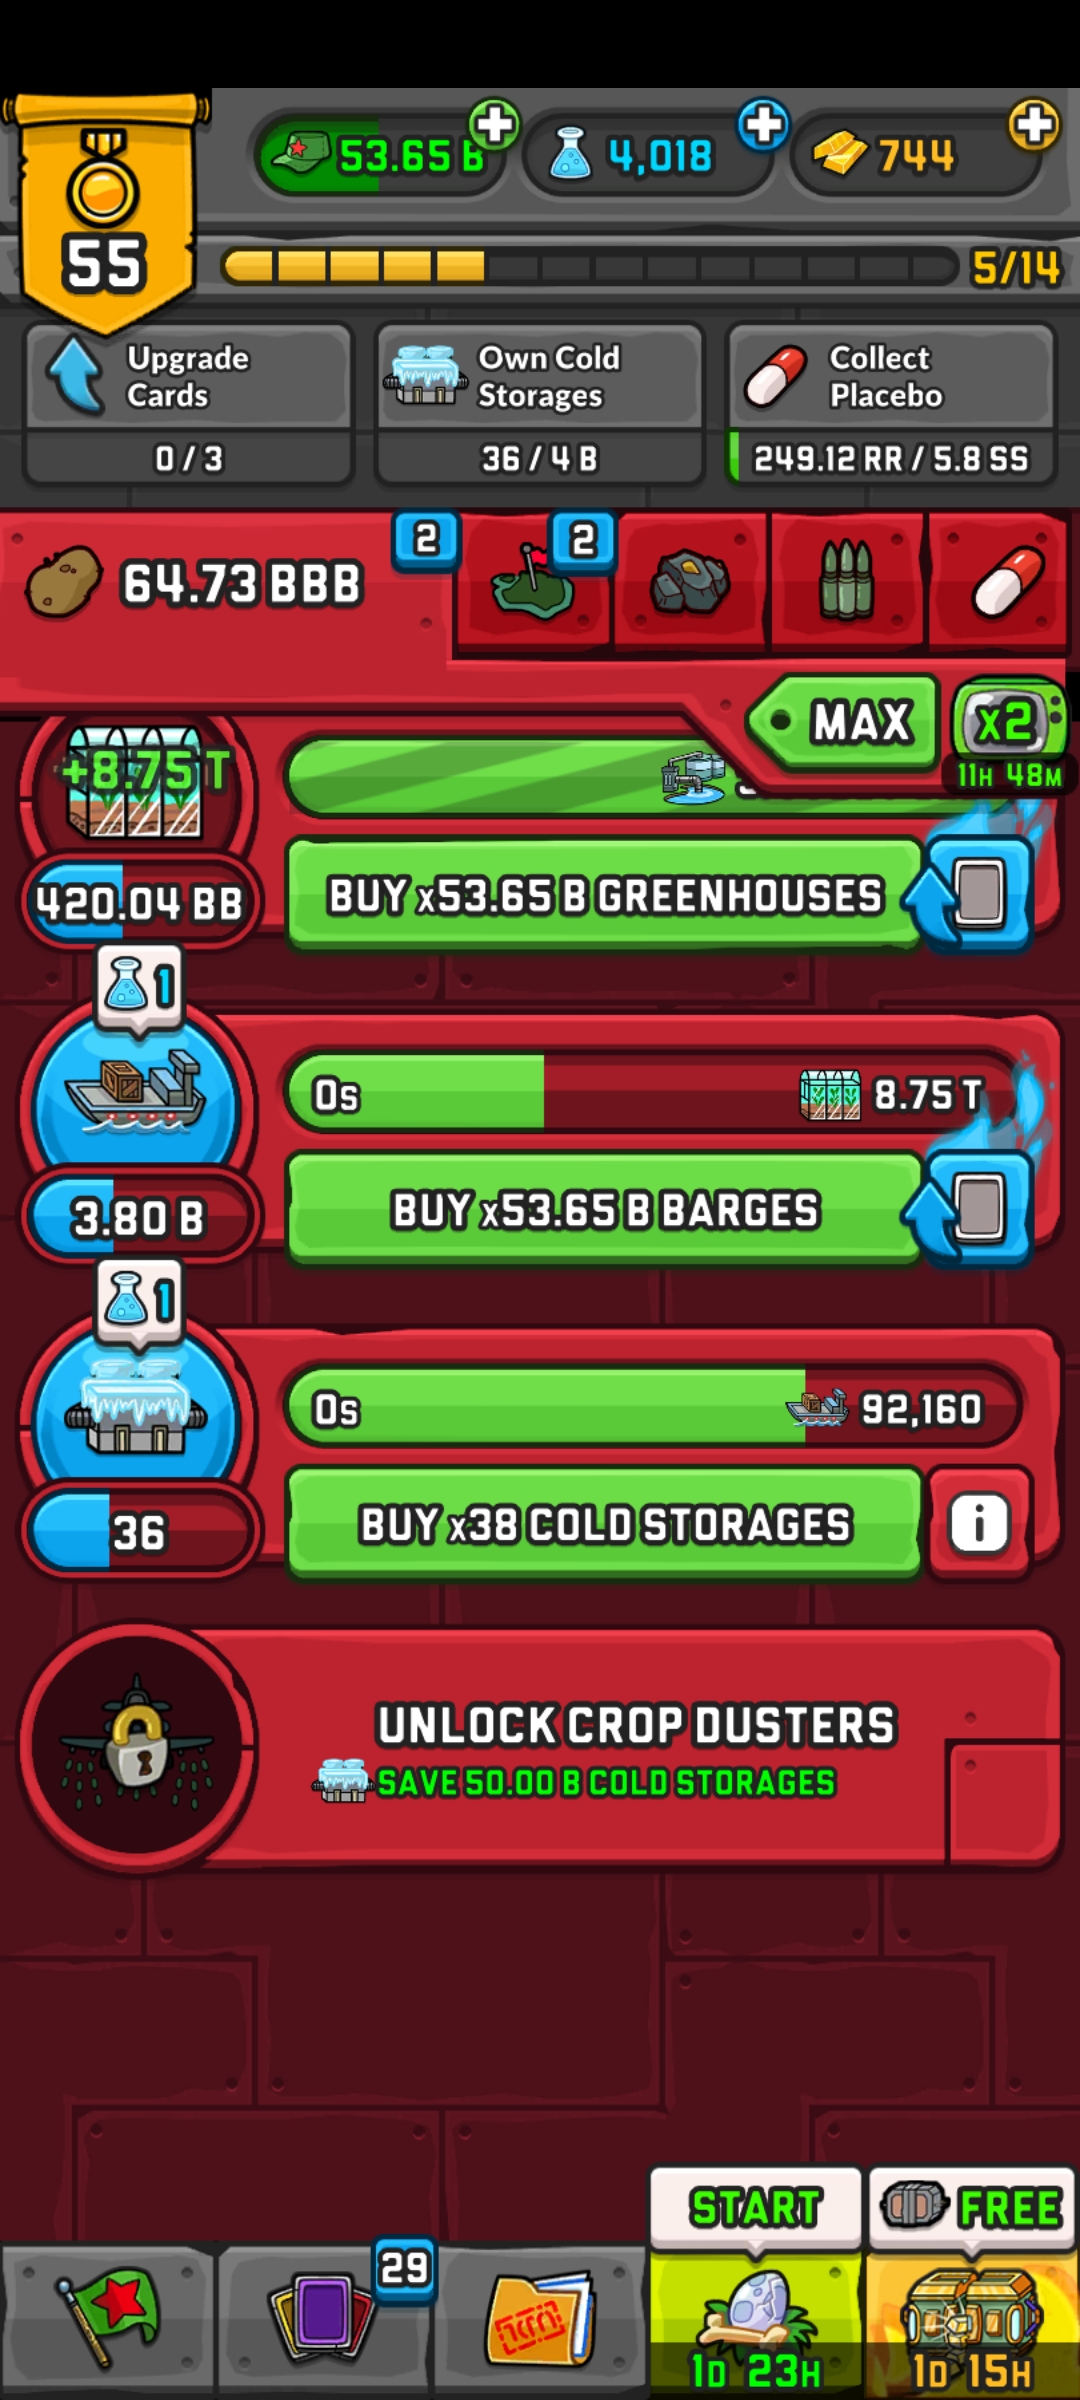 53.65 B
4,018
744
55
5/14
Upgrade
Cards
0 / 3
Own Cold
Storages
36 / 4 B
Collect
Placebo
249.12 RR / 5.8 SS
64.73 BBB
2
2
MAX
x2
11H 48M
+8.75 T
420.04 BB
BUY x53.65 B GREENHOUSES
1
0s
8.75 T
3.80 B
BUY x53.65 B BARGES
1
0s
92,160
36
BUY x38 COLD STORAGES
i
UNLOCK CROP DUSTERS
SAVE 50.00 B COLD STORAGES
START
FREE
29
1D 23H
1D 15H